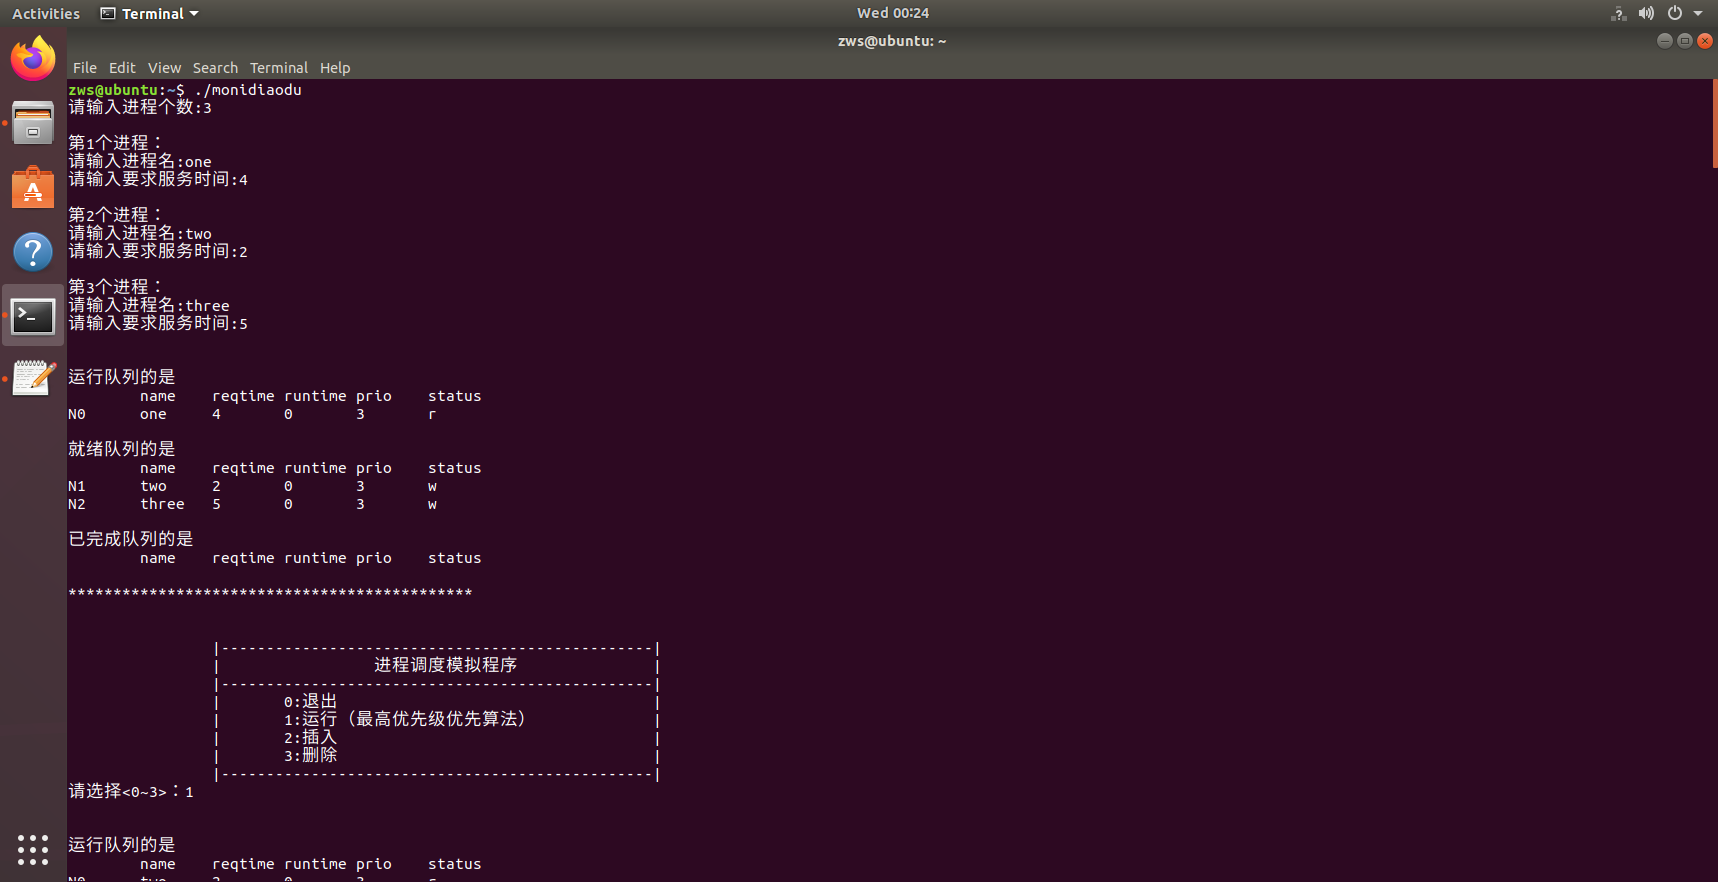 Activities Terminal Wed 00:24
zws@ubuntu: ~
File Edit View Search Terminal Help
zws@ubuntu:~$ ./monidiaodu
请输入进程个数:3
第1个进程：
请输入进程名:one
请输入要求服务时间:4
第2个进程：
请输入进程名:two
请输入要求服务时间:2
第3个进程：
请输入进程名:three
请输入要求服务时间:5
运行队列的是
name reqtime runtime prio status
N0 one 4 0 3 r
就绪队列的是
name reqtime runtime prio status
N1 two 2 0 3 w
N2 three 5 0 3 w
已完成队列的是
name reqtime runtime prio status
*********************************************
|------------------------------------------------|
| 进程调度模拟程序 |
|------------------------------------------------|
| 0:退出 |
| 1:运行（最高优先级优先算法） |
| 2:插入 |
| 3:删除 |
|------------------------------------------------|
请选择<0~3>：1
运行队列的是
name reqtime runtime prio status
N0 two 2 0 3 r